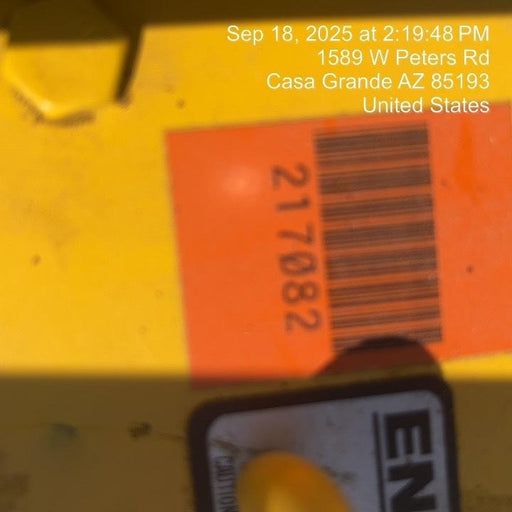 Sep 18, 2025 at 2:19:48 PM
1589 W Peters Rd
Casa Grande AZ 85193
United States
217082
EN
CAUTION